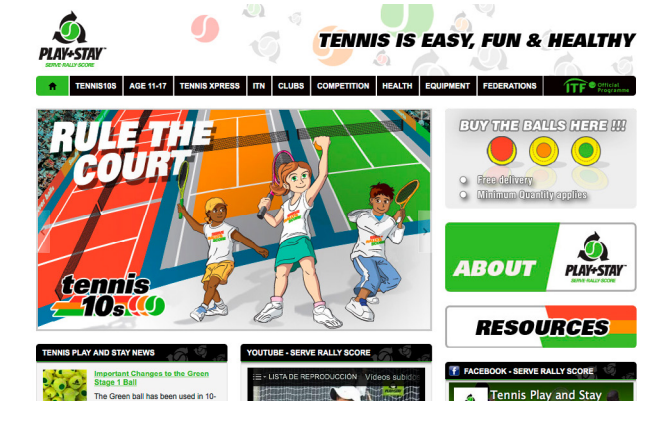 PLAY+STAY™
SERVE RALLY SCORE
TENNIS IS EASY, FUN & HEALTHY
TENNIS10S
AGE 11-17
TENNIS XPRESS
ITN
CLUBS
COMPETITION
HEALTH
EQUIPMENT
FEDERATIONS
ITF Official
Programme
RULE THE
COURT
tennis
10s
BUY THE BALLS HERE !!!
Free delivery
Minimum Quantity applies
ABOUT
PLAY+STAY™
SERVE-RALLY-SCORE
RESOURCES
TENNIS PLAY AND STAY NEWS
Important Changes to the Green
Stage 1 Ball
The Green ball has been used in 10-
YOUTUBE - SERVE RALLY SCORE
- LISTA DE REPRODUCCIÓN
Vídeos subidos
FACEBOOK - SERVE RALLY SCORE
Tennis Play and Stay